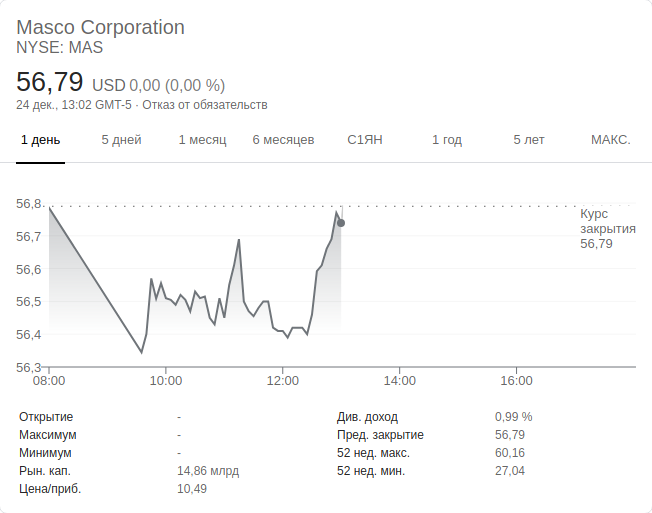 Masco Corporation
NYSE: MAS
56,79 USD 0,00 (0,00 %)
24 дек., 13:02 GMT-5 · Отказ от обязательств
1 день 5 дней 1 месяц 6 месяцев С1ЯН 1 год 5 лет МАКС.
56,8
56,7
56,6
56,5
56,4
56,3
Курс
закрытия
56,79
08:00 10:00 12:00 14:00 16:00
Открытие - Див. доход 0,99 %
Максимум - Пред. закрытие 56,79
Минимум - 52 нед. макс. 60,16
Рын. кап. 14,86 млрд 52 нед. мин. 27,04
Цена/приб. 10,49